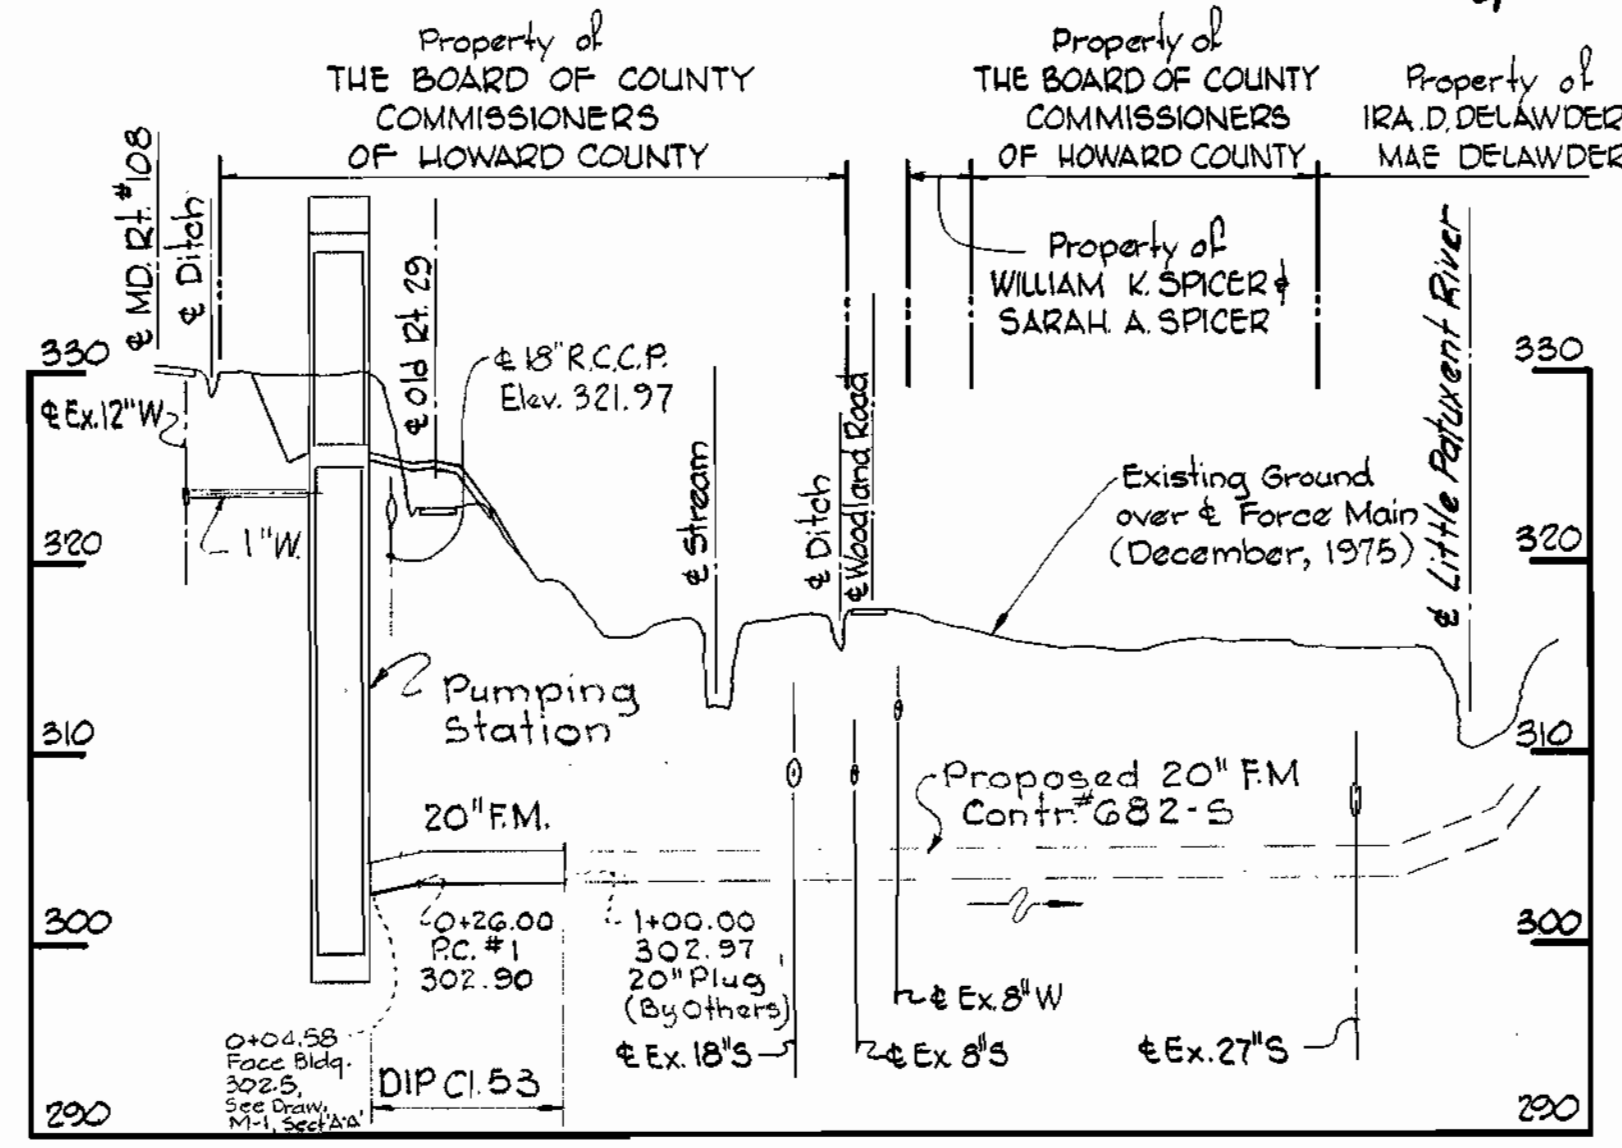 Property of
THE BOARD OF COUNTY
COMMISSIONERS
OF HOWARD COUNTY
Property of
THE BOARD OF COUNTY
COMMISSIONERS
OF HOWARD COUNTY
Property of
IRA. D. DELAWDER
MAE DELAWDER
℄ MD. Rt. #108
℄ Ditch
℄ Old Rt. 29
Property of
WILLIAM K. SPICER &
SARAH. A. SPICER
℄ Little Patuxent River
330
330
℄ 18" R.C.C.P.
Elev. 321.97
℄ Ex. 12" W
℄ Stream
℄ Ditch
℄ Woodland Road
Existing Ground
over ℄ Force Main
(December, 1975)
1" W.
320
320
Pumping
Station
310
310
Proposed 20" F.M
Contr. #682-S
20" F.M.
300
300
0+26.00
P.C. #1
302.90
1+00.00
302.97
20" Plug
(By Others)
℄ Ex. 8" W
℄ Ex. 18" S
℄ Ex. 8" S
℄ Ex. 27" S
0+04.58
Face Bldg.
302.5,
See Draw.
M-1, Sect 'A-A'
DIP Cl. 53
290
290